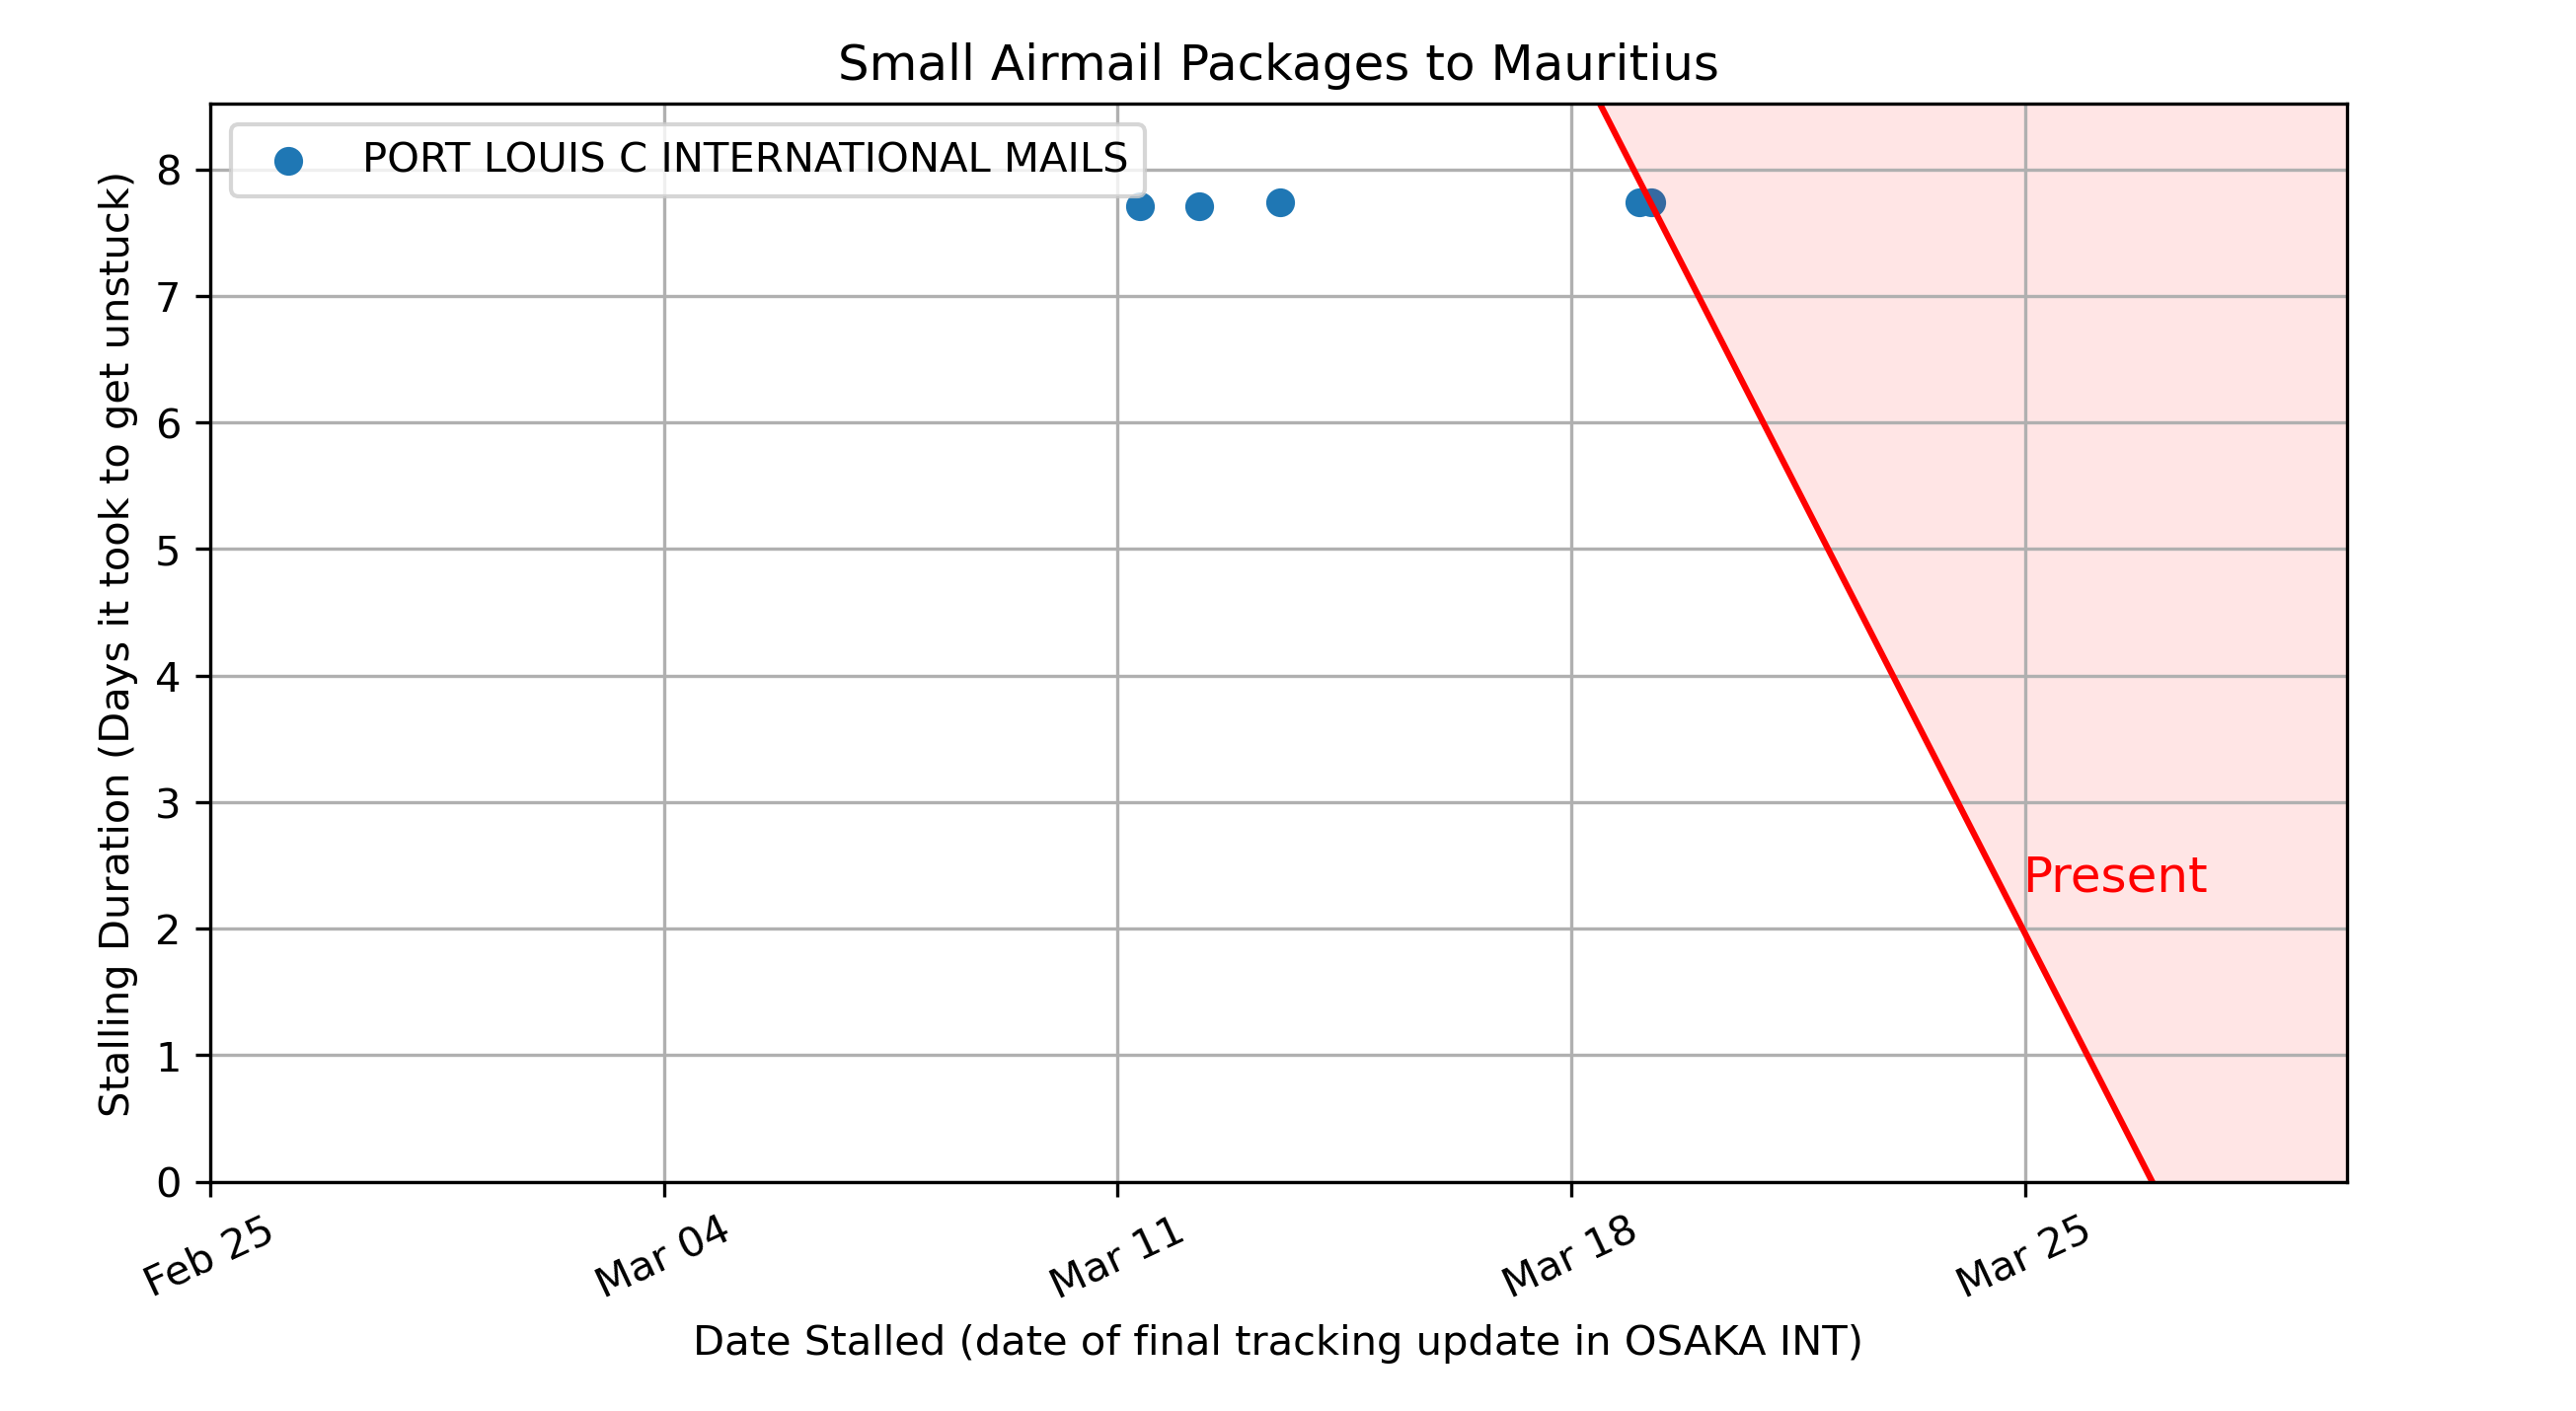 Small Airmail Packages to Mauritius
PORT LOUIS C INTERNATIONAL MAILS
Stalling Duration (Days it took to get unstuck)
8
7
6
5
4
3
2
1
0
Present
Feb 25
Mar 04
Mar 11
Mar 18
Mar 25
Date Stalled (date of final tracking update in OSAKA INT)